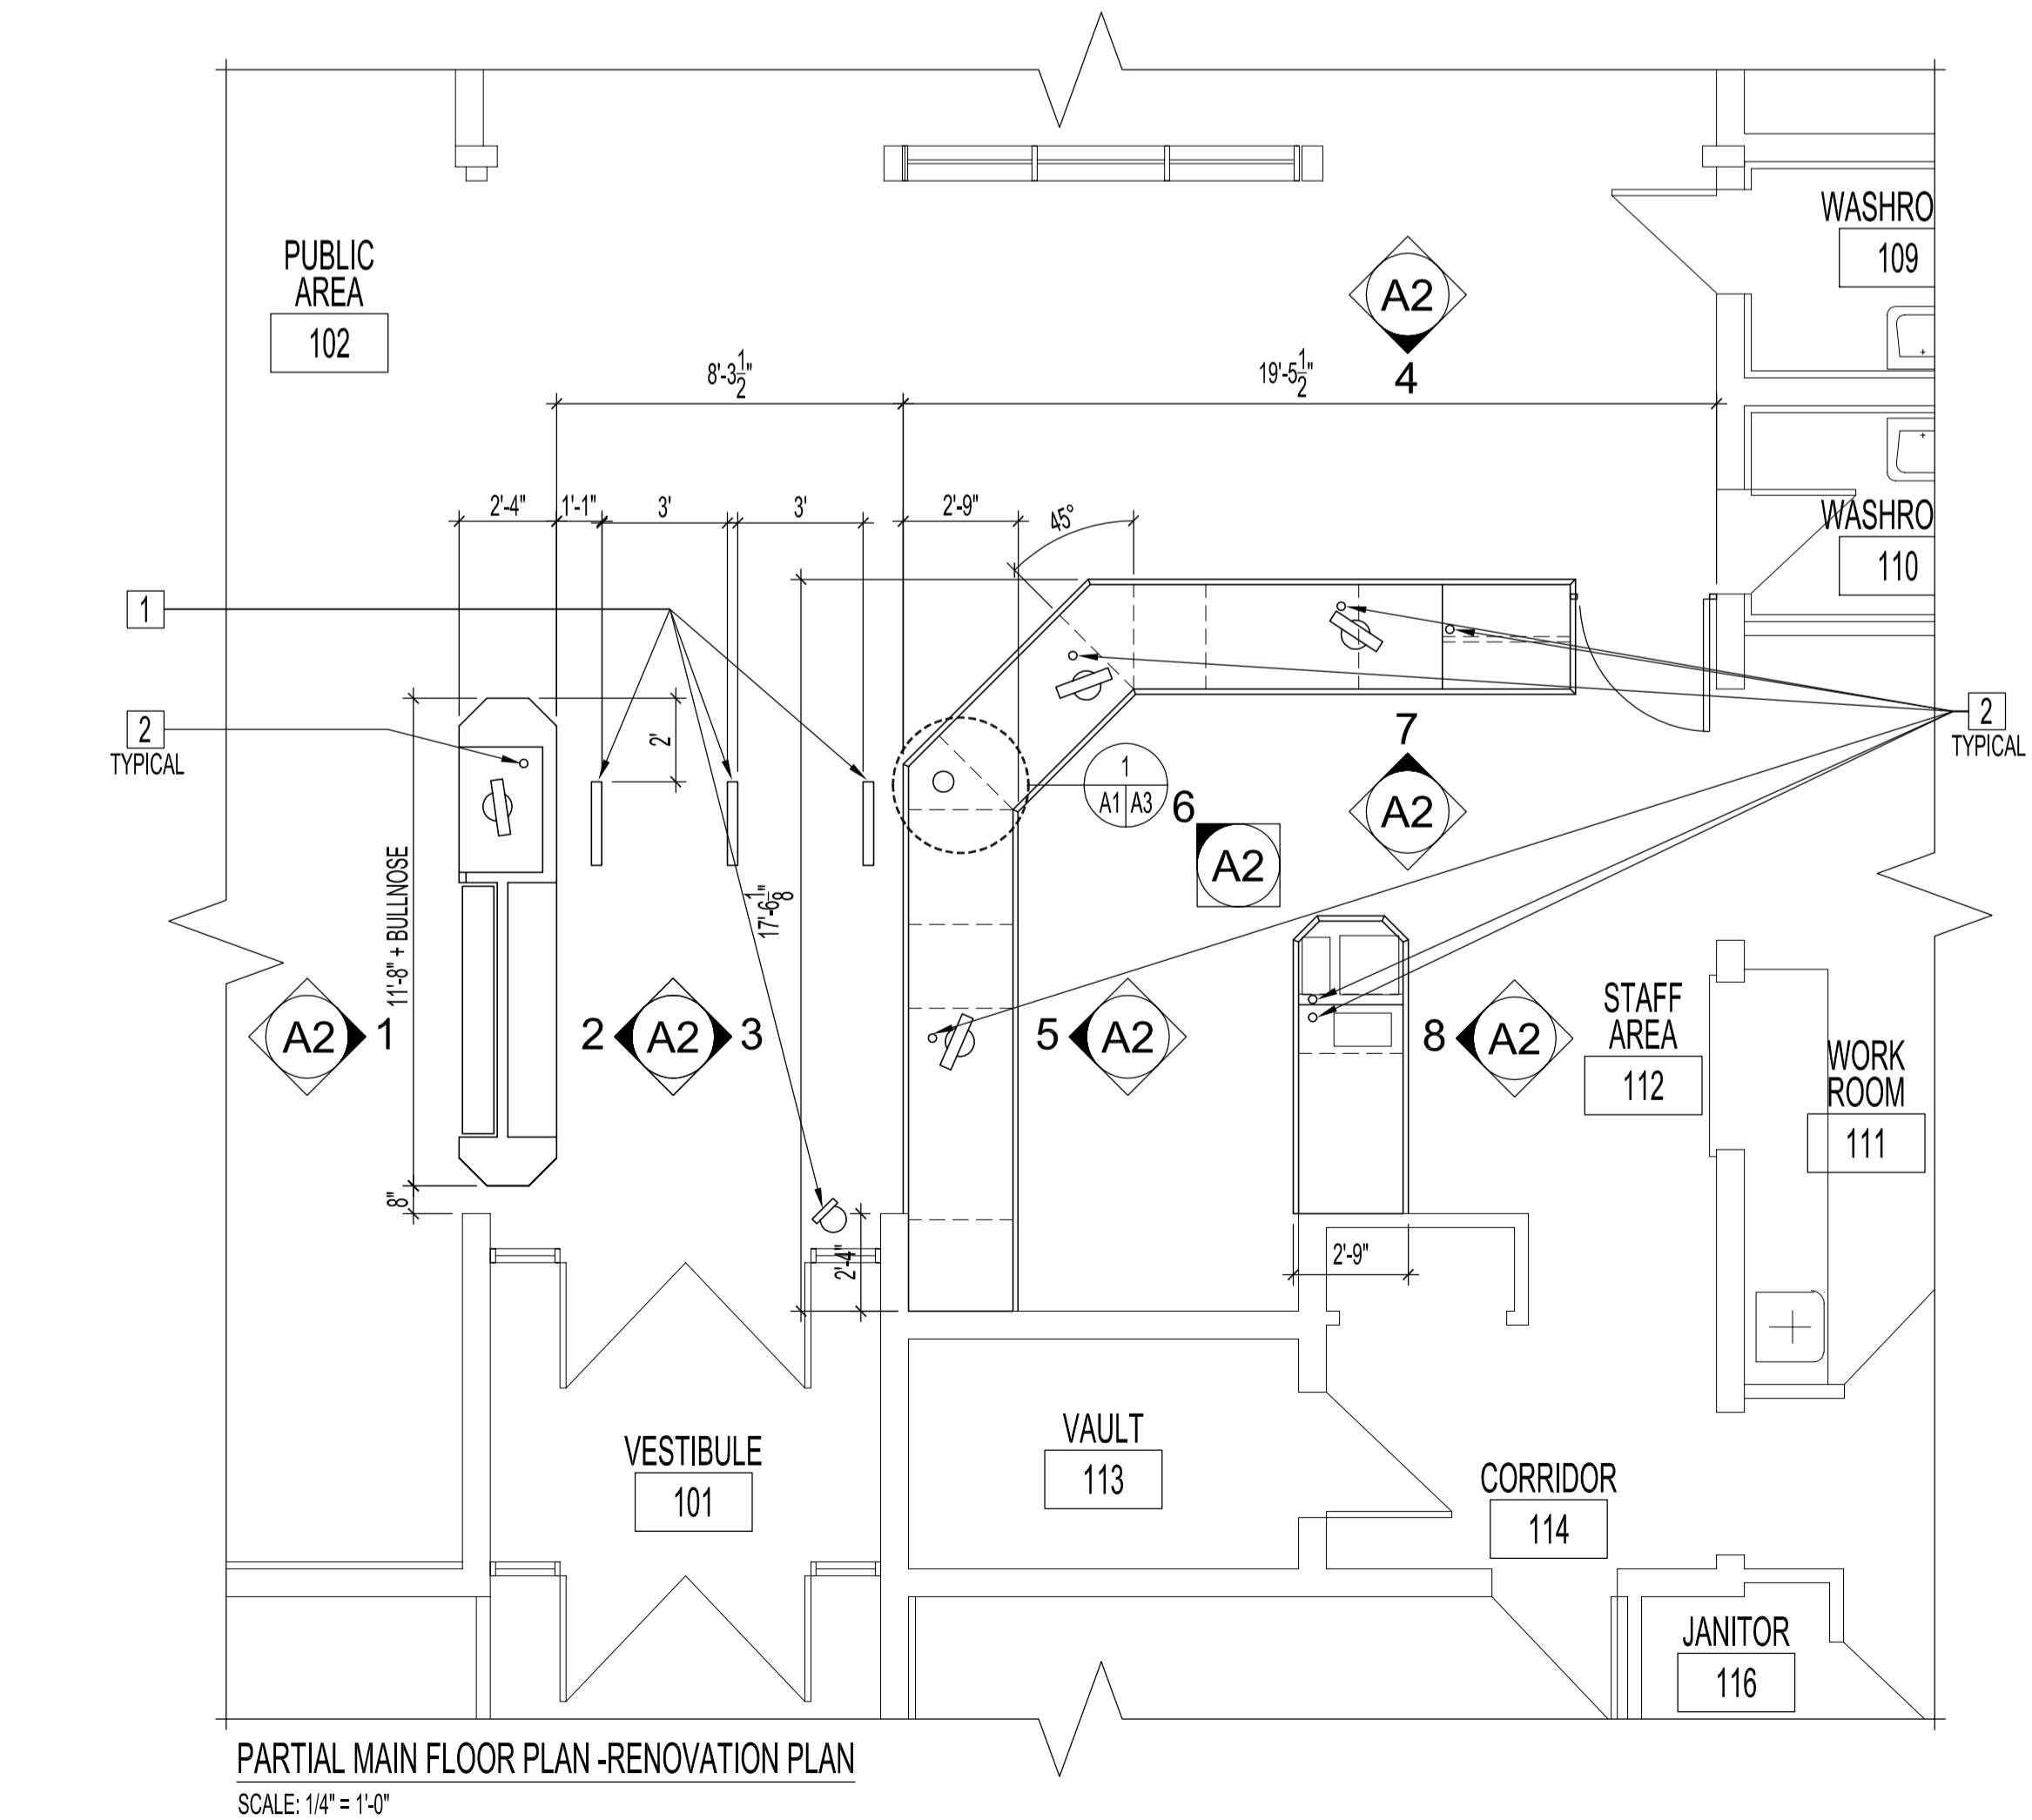 WASHRO
109
PUBLIC
AREA
102
A2
4
8'-3 1/2"
19'-5 1/2"
2'-4"
1'-1"
3'
3'
2'-9"
45°
WASHRO
110
1
2
TYPICAL
2'
2
TYPICAL
7
A2
1
A1 A3
6
A2
11'-8" + BULLNOSE
17'-6 1/8"
A2 1
2 A2 3
5 A2
8 A2
STAFF
AREA
112
WORK
ROOM
111
8"
2'-4"
2'-9"
VESTIBULE
101
VAULT
113
CORRIDOR
114
JANITOR
116
PARTIAL MAIN FLOOR PLAN -RENOVATION PLAN
SCALE: 1/4" = 1'-0"